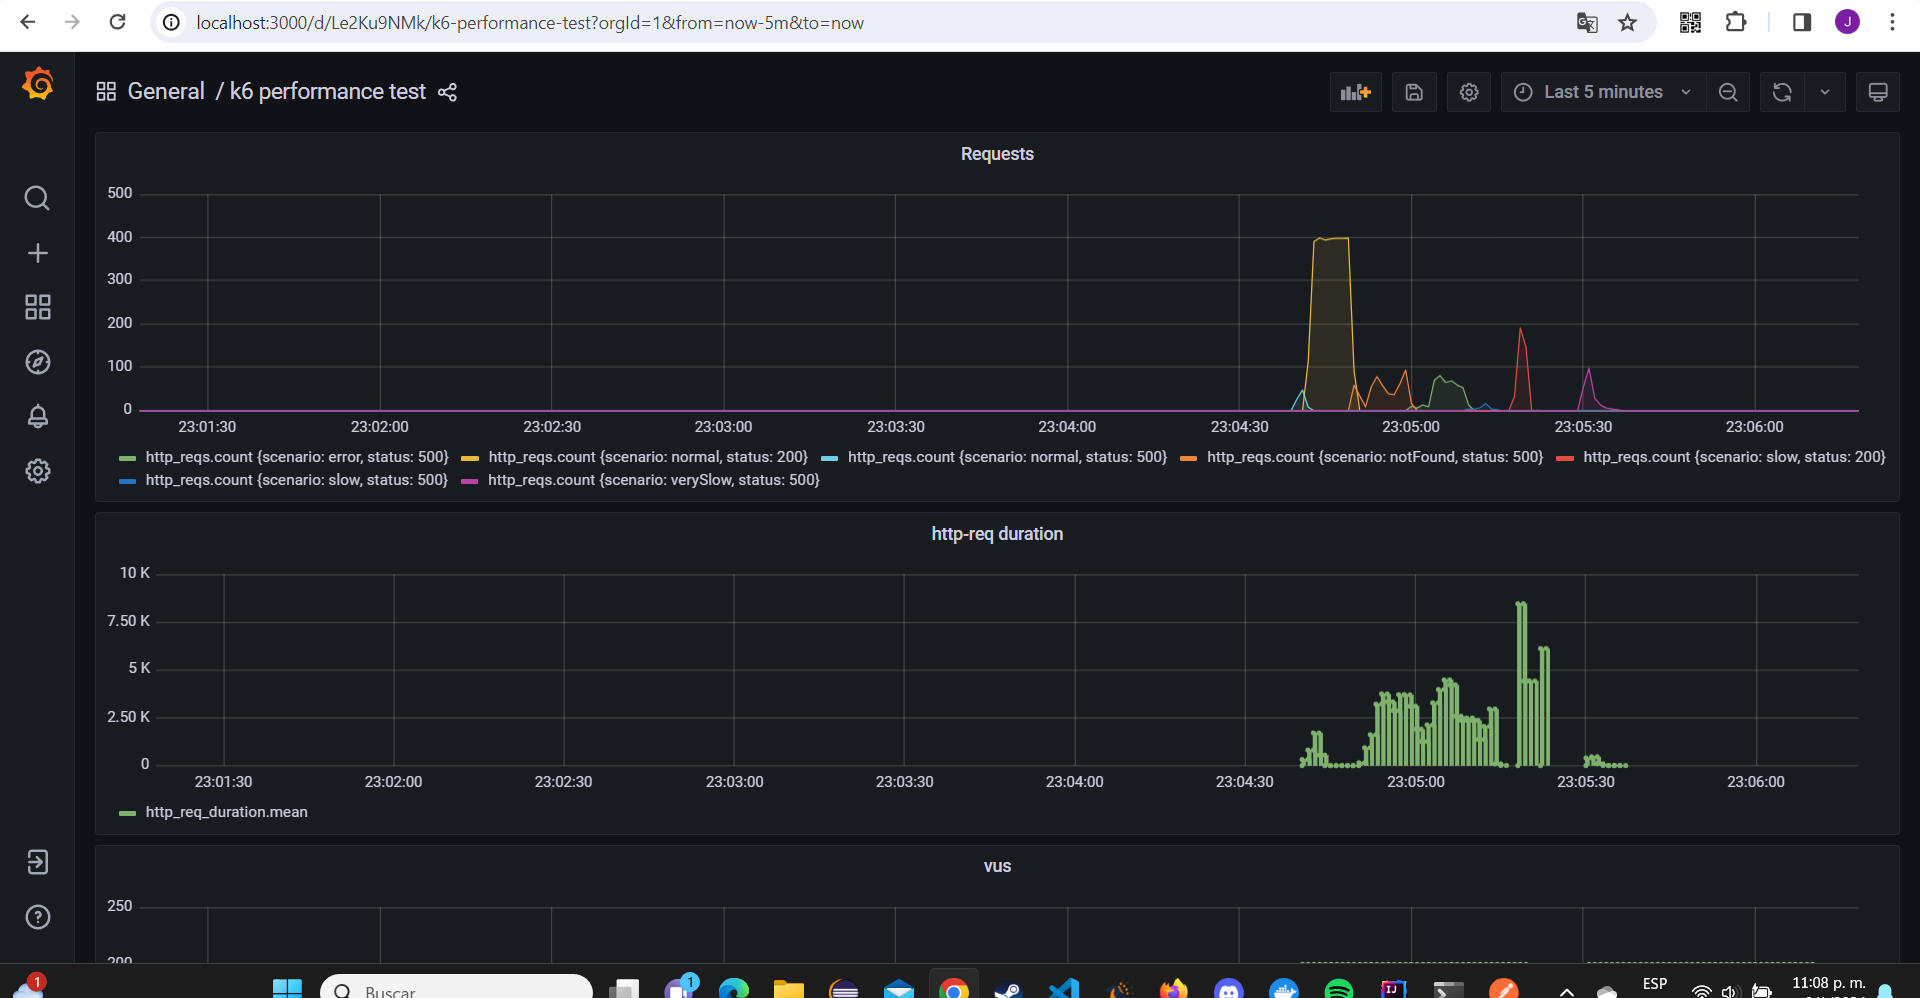 localhost:3000/d/Le2Ku9NMk/k6-performance-test?orgId=1&from=now-5m&to=now
J
General / k6 performance test
Last 5 minutes
Requests
500
400
300
200
100
0
23:01:30 23:02:00 23:02:30 23:03:00 23:03:30 23:04:00 23:04:30 23:05:00 23:05:30 23:06:00
http_reqs.count {scenario: error, status: 500} http_reqs.count {scenario: normal, status: 200} http_reqs.count {scenario: normal, status: 500} http_reqs.count {scenario: notFound, status: 500} http_reqs.count {scenario: slow, status: 200}
http_reqs.count {scenario: slow, status: 500} http_reqs.count {scenario: verySlow, status: 500}
http-req duration
10 K
7.50 K
5 K
2.50 K
0
23:01:30 23:02:00 23:02:30 23:03:00 23:03:30 23:04:00 23:04:30 23:05:00 23:05:30 23:06:00
http_req_duration.mean
vus
250
200
1
Buscar
1
IJ
ESP
11:08 p. m.